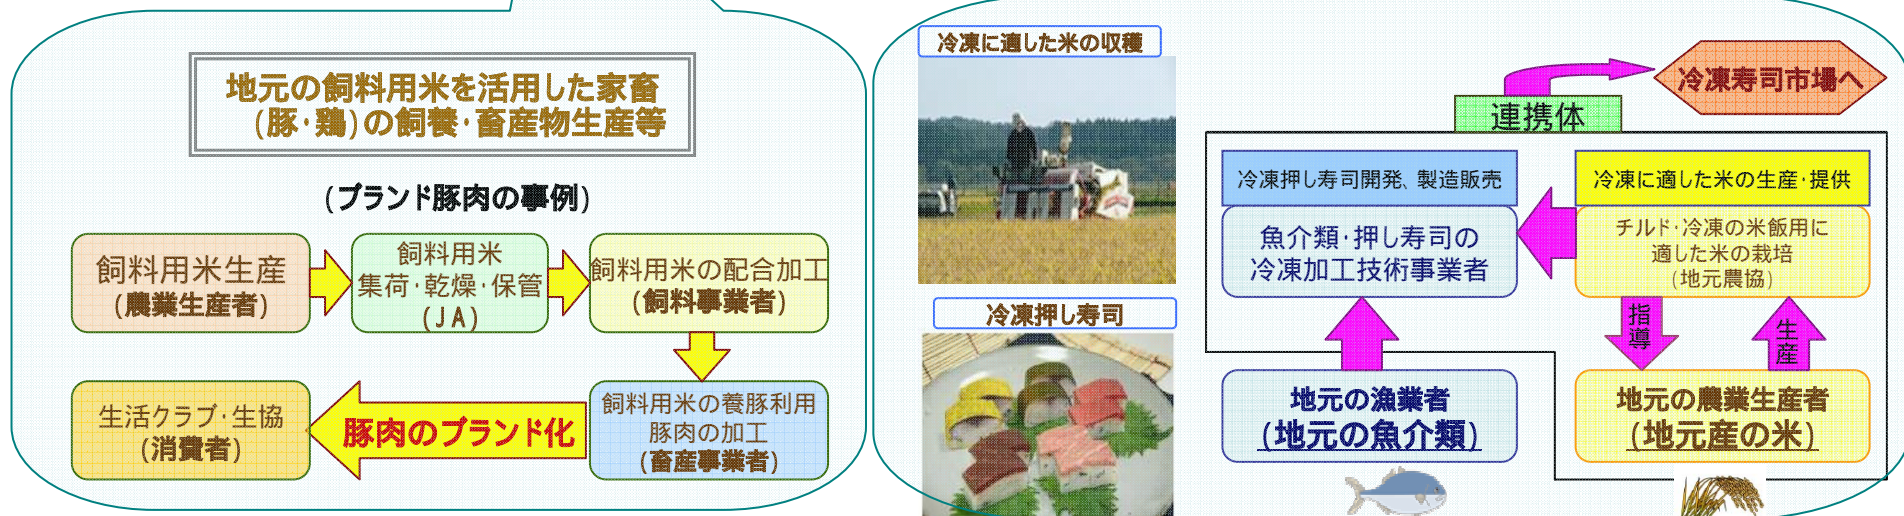 地元の飼料用米を活用した家畜
(豚・鶏)の飼養・畜産物生産等
(ブランド豚肉の事例)
飼料用米生産
(農業生産者)
飼料用米
集荷・乾燥・保管
(JA)
飼料用米の配合加工
(飼料事業者)
飼料用米の養豚利用
豚肉の加工
(畜産事業者)
豚肉のブランド化
生活クラブ・生協
(消費者)
冷凍に適した米の収穫
冷凍押し寿司
冷凍寿司市場へ
連携体
冷凍押し寿司開発、製造販売
魚介類・押し寿司の
冷凍加工技術事業者
冷凍に適した米の生産・提供
チルド・冷凍の米飯用に
適した米の栽培
(地元農協)
指導
生産
地元の漁業者
(地元の魚介類)
地元の農業生産者
(地元産の米)